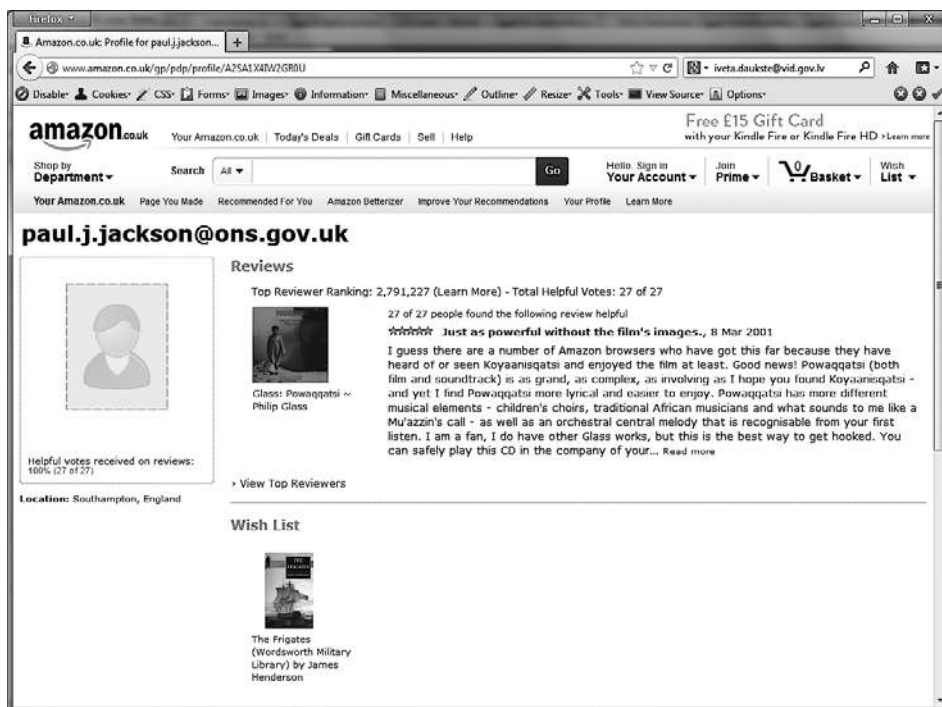 Firefox
Amazon.co.uk: Profile for paul.j.jackson... +
www.amazon.co.uk/gp/pdp/profile/A2SA1X4IW2GR0U iveta.daukste@vid.gov.lv
Disable Cookies CSS Forms Images Information Miscellaneous Outline Resize Tools View Source Options
amazon.co.uk Your Amazon.co.uk | Today's Deals | Gift Cards | Sell | Help
Free £15 Gift Card
with your Kindle Fire or Kindle Fire HD › Learn more
Shop by
Department
Search All Go
Hello. Sign in
Your Account
Join
Prime
0
Basket
Wish
List
Your Amazon.co.uk Page You Made Recommended For You Amazon Betterizer Improve Your Recommendations Your Profile Learn More
paul.j.jackson@ons.gov.uk
Helpful votes received on reviews:
100% (27 of 27)
Location: Southampton, England
Reviews
Top Reviewer Ranking: 2,791,227 (Learn More) - Total Helpful Votes: 27 of 27
Glass: Powaqqatsi ~
Philip Glass
27 of 27 people found the following review helpful
Just as powerful without the film's images., 8 Mar 2001
I guess there are a number of Amazon browsers who have got this far because they have
heard of or seen Koyaanisqatsi and enjoyed the film at least. Good news! Powaqqatsi (both
film and soundtrack) is as grand, as complex, as involving as I hope you found Koyaanisqatsi -
and yet I find Powaqqatsi more lyrical and easier to enjoy. Powaqqatsi has more different
musical elements - children's choirs, traditional African musicians and what sounds to me like a
Mu'azzin's call - as well as an orchestral central melody that is recognisable from your first
listen. I am a fan, I do have other Glass works, but this is the best way to get hooked. You
can safely play this CD in the company of your... Read more
› View Top Reviewers
Wish List
THE
FRIGATES
The Frigates
(Wordsworth Military
Library) by James
Henderson